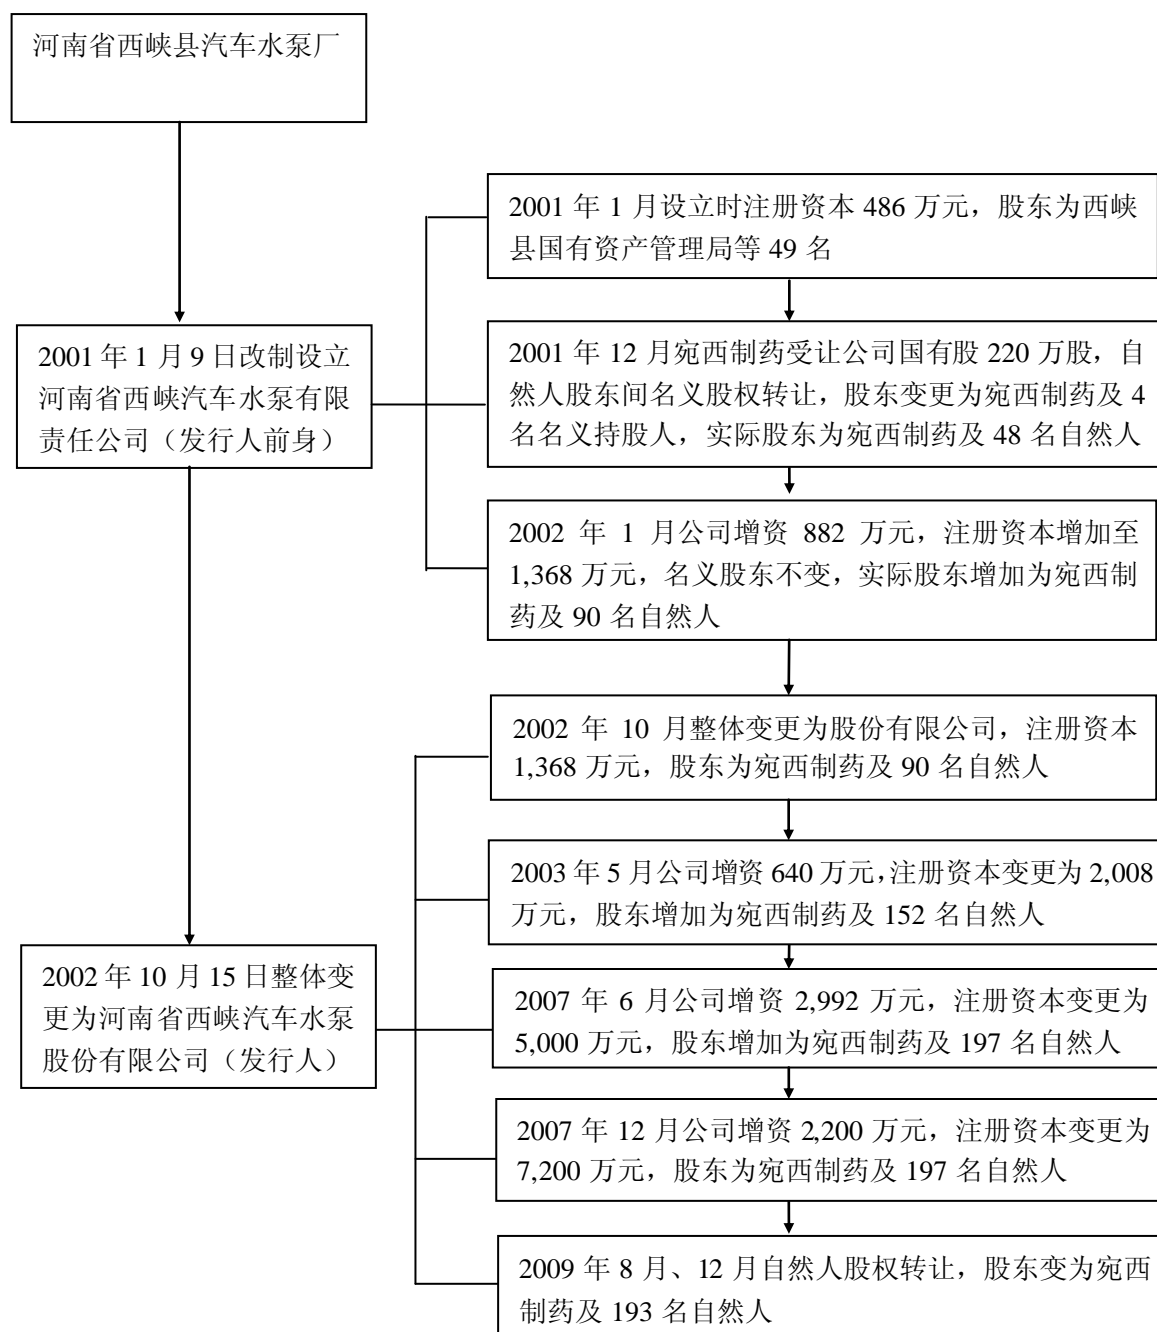 河南省西峡县汽车水泵厂
2001 年 1 月设立时注册资本 486 万元，股东为西峡
县国有资产管理局等 49 名
2001 年 1 月 9 日改制设立
河南省西峡汽车水泵有限
责任公司（发行人前身）
2001 年 12 月宛西制药受让公司国有股 220 万股，自
然人股东间名义股权转让，股东变更为宛西制药及 4
名名义持股人，实际股东为宛西制药及 48 名自然人
2002 年 1 月公司增资 882 万元，注册资本增加至
1,368 万元，名义股东不变，实际股东增加为宛西制
药及 90 名自然人
2002 年 10 月整体变更为股份有限公司，注册资本
1,368 万元，股东为宛西制药及 90 名自然人
2003 年 5 月公司增资 640 万元，注册资本变更为 2,008
万元，股东增加为宛西制药及 152 名自然人
2002 年 10 月 15 日整体变
更为河南省西峡汽车水泵
股份有限公司（发行人）
2007 年 6 月公司增资 2,992 万元，注册资本变更为
5,000 万元，股东增加为宛西制药及 197 名自然人
2007 年 12 月公司增资 2,200 万元，注册资本变更为
7,200 万元，股东为宛西制药及 197 名自然人
2009 年 8 月、12 月自然人股权转让，股东变为宛西
制药及 193 名自然人